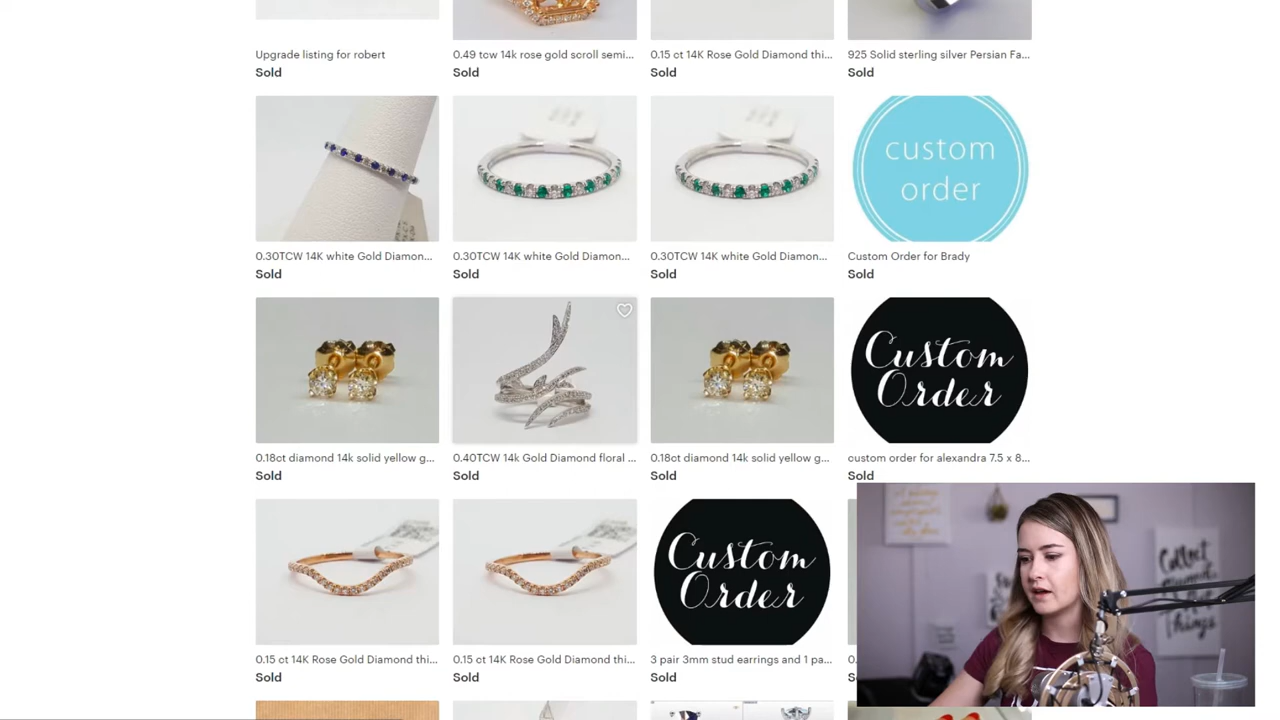 Upgrade listing for robert
Sold
0.49 tcw 14k rose gold scroll semi...
Sold
0.15 ct 14K Rose Gold Diamond thi...
Sold
925 Solid sterling silver Persian Fa...
Sold
custom
order
0.30TCW 14K white Gold Diamon...
Sold
0.30TCW 14K white Gold Diamon...
Sold
0.30TCW 14K white Gold Diamon...
Sold
Custom Order for Brady
Sold
Custom
Order
0.18ct diamond 14k solid yellow g...
Sold
0.40TCW 14k Gold Diamond floral ...
Sold
0.18ct diamond 14k solid yellow g...
Sold
custom order for alexandra 7.5 x 8...
Sold
Custom
Order
0.15 ct 14K Rose Gold Diamond thi...
Sold
0.15 ct 14K Rose Gold Diamond thi...
Sold
3 pair 3mm stud earrings and 1 pa...
Sold
Collect
moments
not
things